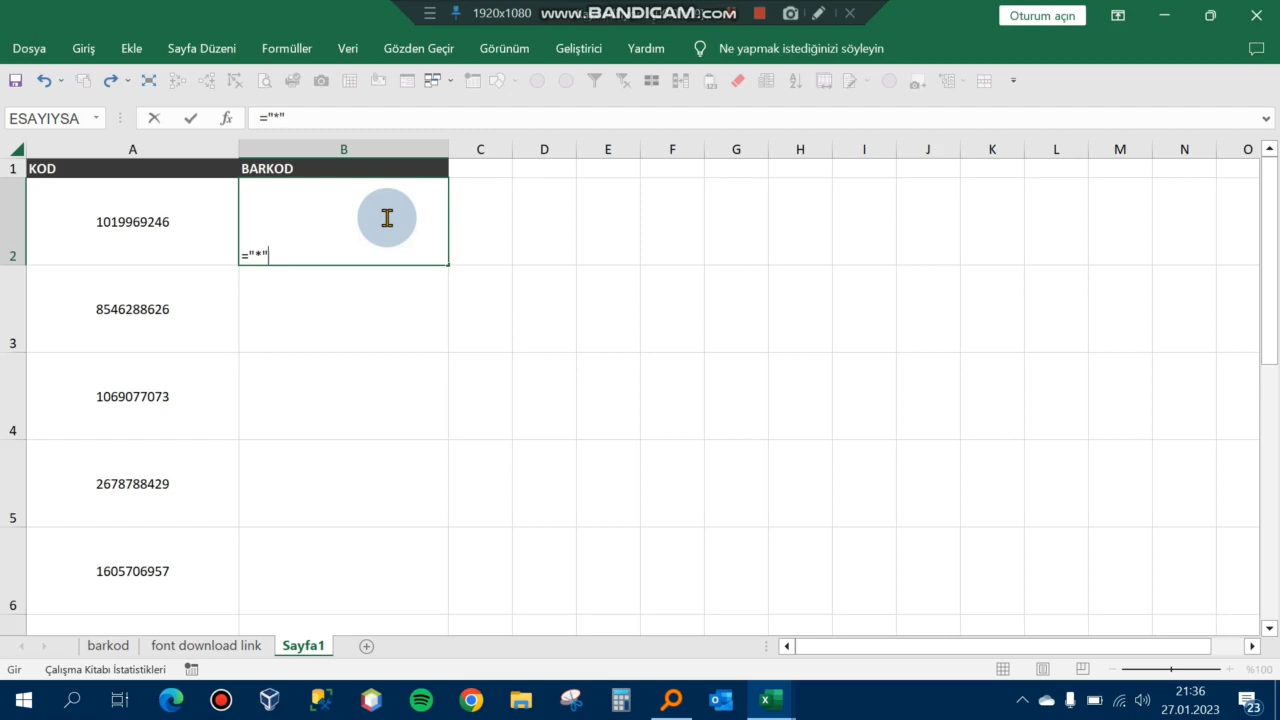 1920x1080
www.BANDICAM.com
Oturum açın
Dosya
Giriş
Ekle
Sayfa Düzeni
Formüller
Veri
Gözden Geçir
Görünüm
Geliştirici
Yardım
Ne yapmak istediğinizi söyleyin
ESAYIYSA
fx
="*"
A B C D E F G H I J K L M N O
1 KOD BARKOD
1019969246
2 ="*"
8546288626
3
1069077073
4
2678788429
5
1605706957
6
barkod
font download link
Sayfa1
Gir
Çalışma Kitabı İstatistikleri
%100
21:36
27.01.2023
23